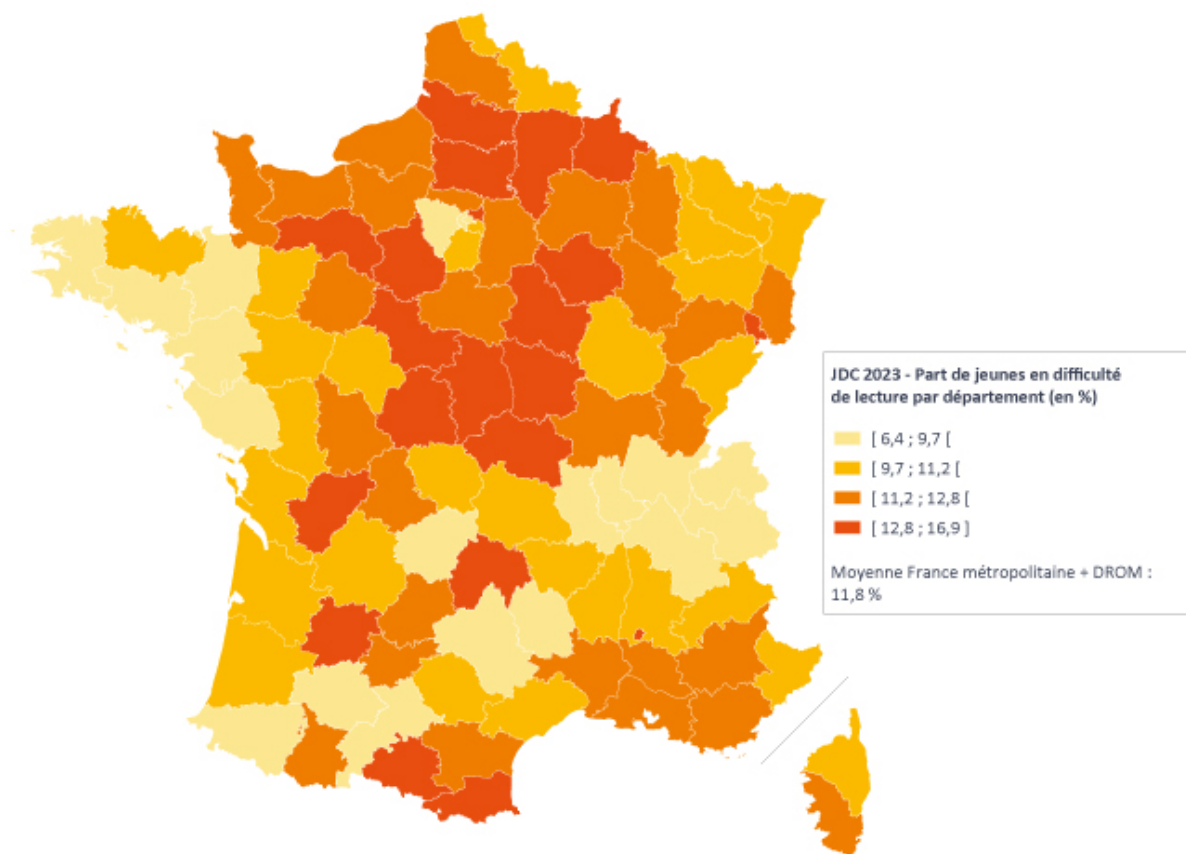 JDC 2023 - Part de jeunes en difficulté
de lecture par département (en %)
[ 6,4 ; 9,7 [
[ 9,7 ; 11,2 [
[ 11,2 ; 12,8 [
[ 12,8 ; 16,9 ]
Moyenne France métropolitaine + DROM :
11,8 %